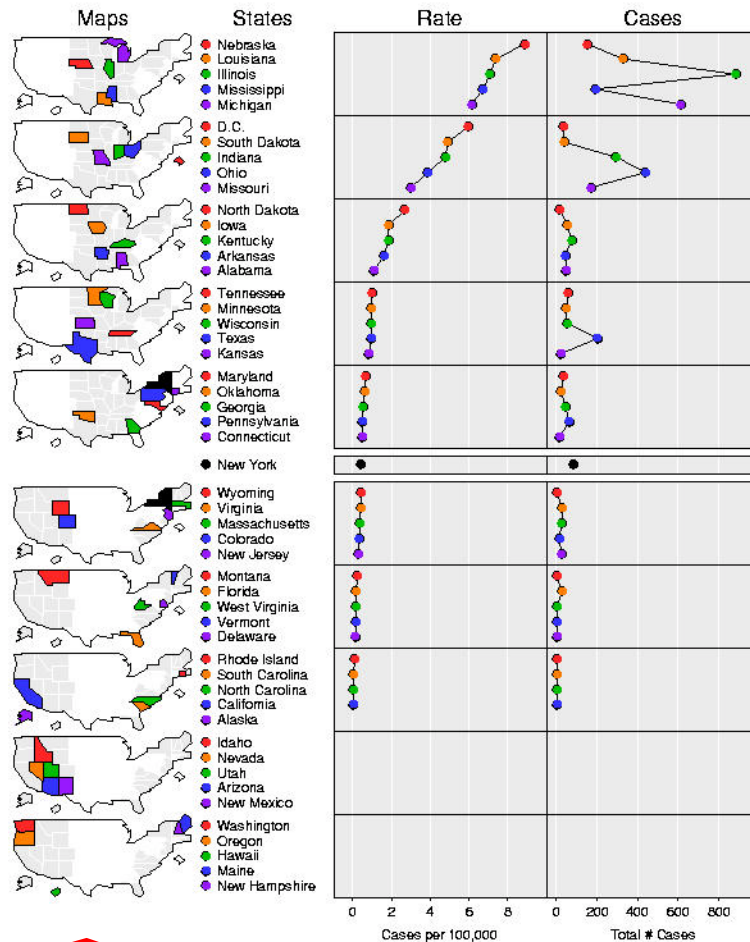 Maps States Rate Cases
Nebraska
Louisiana
Illinois
Mississippi
Michigan
D.C.
South Dakota
Indiana
Ohio
Missouri
North Dakota
Iowa
Kentucky
Arkansas
Alabama
Tennessee
Minnesota
Wisconsin
Texas
Kansas
Maryland
Oklahoma
Georgia
Pennsylvania
Connecticut
New York
Wyoming
Virginia
Massachusetts
Colorado
New Jersey
Montana
Florida
West Virginia
Vermont
Delaware
Rhode Island
South Carolina
North Carolina
California
Alaska
Idaho
Nevada
Utah
Arizona
New Mexico
Washington
Oregon
Hawaii
Maine
New Hampshire
0 2 4 6 8 0 200 400 600 800
Cases per 100,000 Total # Cases